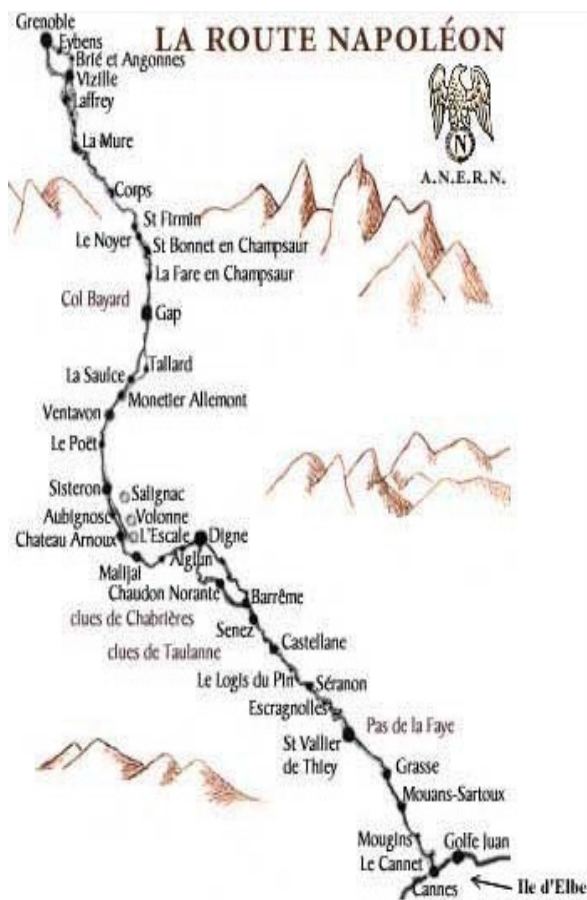 LA ROUTE NAPOLÉON
N
A.N.E.R.N.
Grenoble
Eybens
Brié et Angonnes
Vizille
Laffrey
La Mure
Corps
St Firmin
Le Noyer
St Bonnet en Champsaur
La Fare en Champsaur
Col Bayard
Gap
Tallard
La Saulce
Monetier Allemont
Ventavon
Le Poët
Sisteron
Salignac
Aubignosc
Volonne
Chateau Arnoux
L'Escale
Digne
Malijai
Aiglun
Chaudon Norante
Barrême
clues de Chabrières
Senez
clues de Taulanne
Castellane
Le Logis du Pin
Séranon
Escragnolles
Pas de la Faye
St Vallier
de Thiey
Grasse
Mouans-Sartoux
Mougins
Golfe Juan
Le Cannet
Cannes
Ile d'Elbe